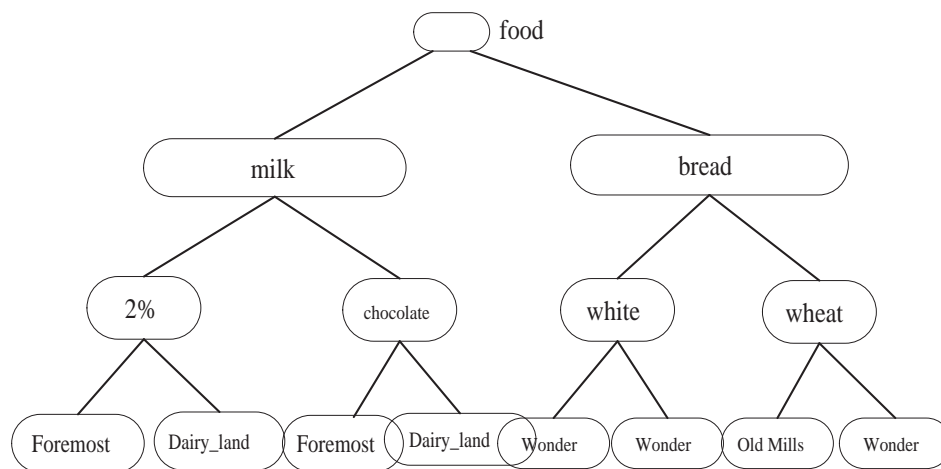 food
milk
bread
2%
chocolate
white
wheat
Foremost
Dairy_land
Foremost
Dairy_land
Wonder
Wonder
Old Mills
Wonder